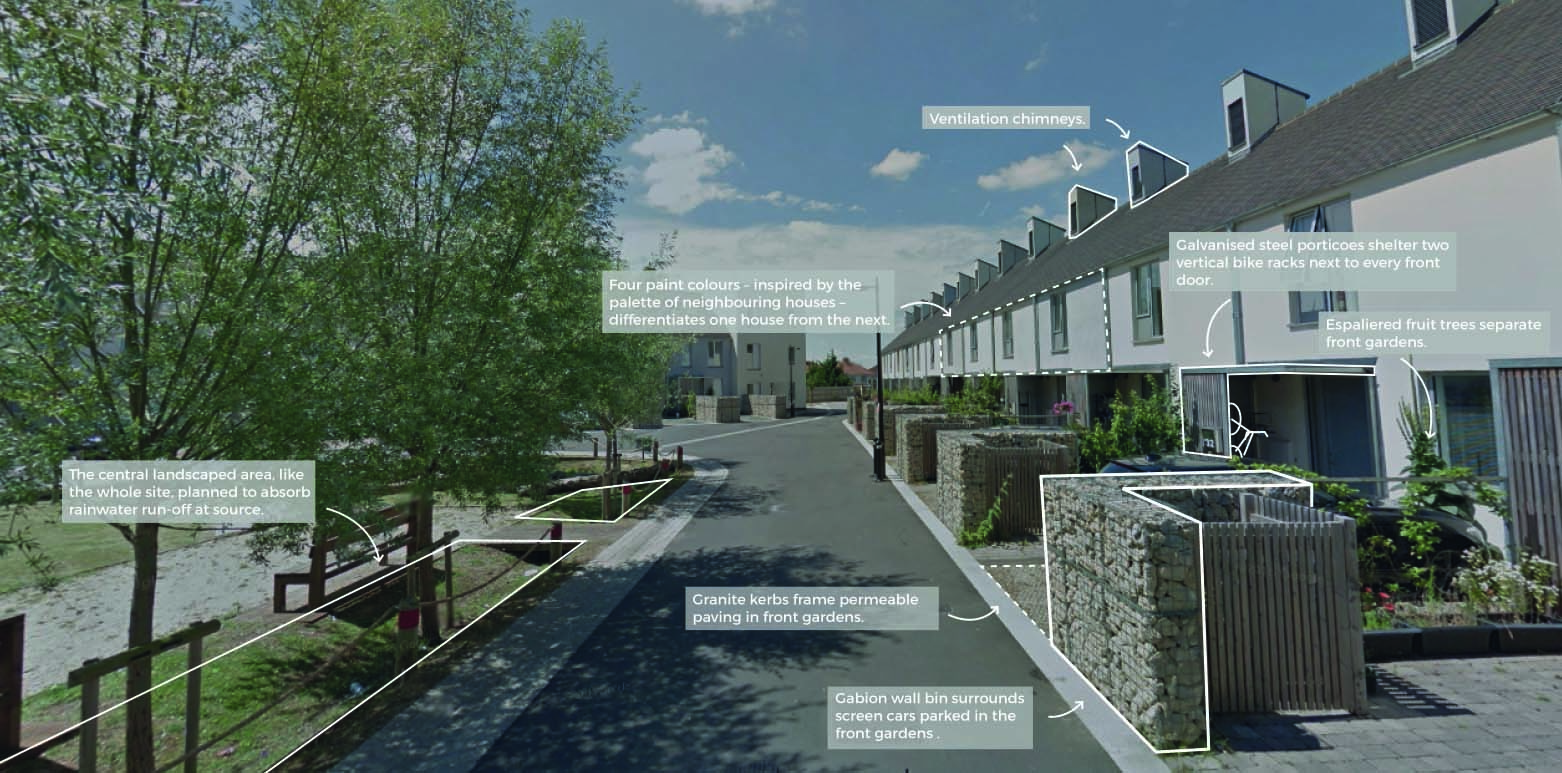 Ventilation chimneys.
Galvanised steel porticoes shelter two
vertical bike racks next to every front
door.
Four paint colours – inspired by the
palette of neighbouring houses –
differentiates one house from the next.
Espaliered fruit trees separate
front gardens.
The central landscaped area, like
the whole site, planned to absorb
rainwater run-off at source.
Granite kerbs frame permeable
paving in front gardens.
Gabion wall bin surrounds
screen cars parked in the
front gardens .